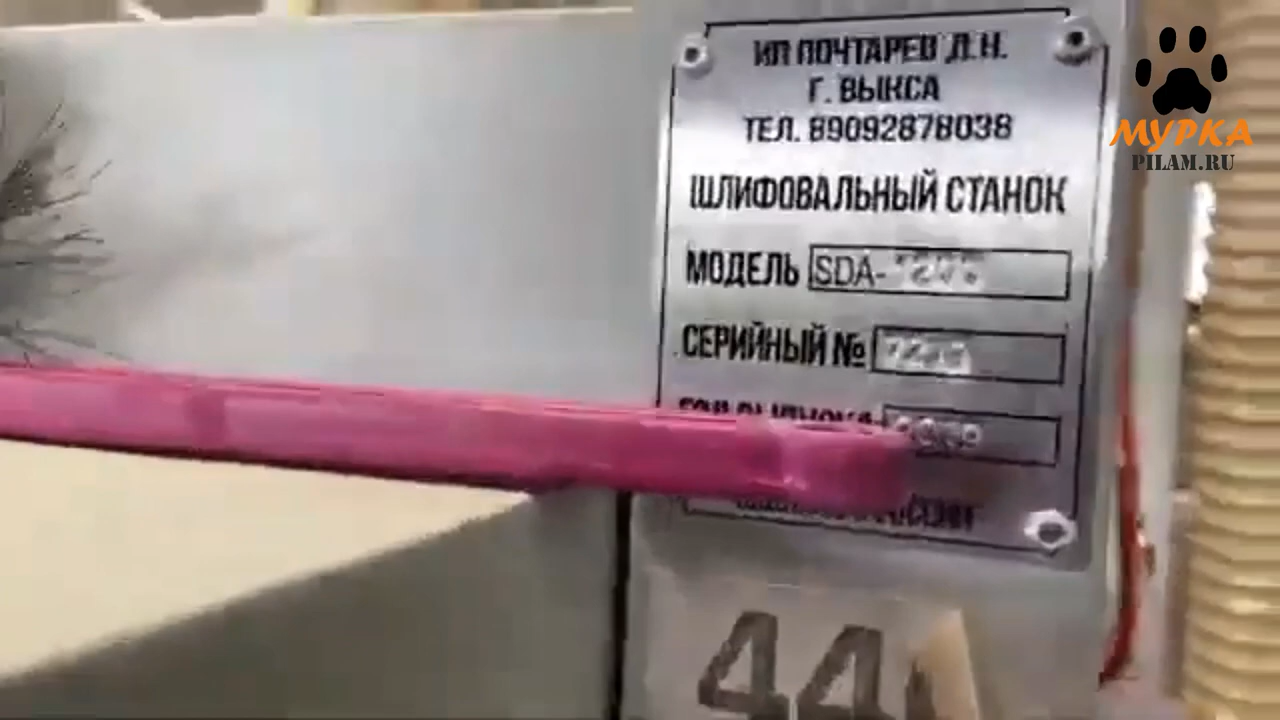 ИП ПОЧТАРЕВ Д.Н.
Г. ВЫКСА
ТЕЛ. 89092878038
ШЛИФОВАЛЬНЫЙ СТАНОК
МОДЕЛЬ SDA-
СЕРИЙНЫЙ №
44
МУРКА
PILAM.RU